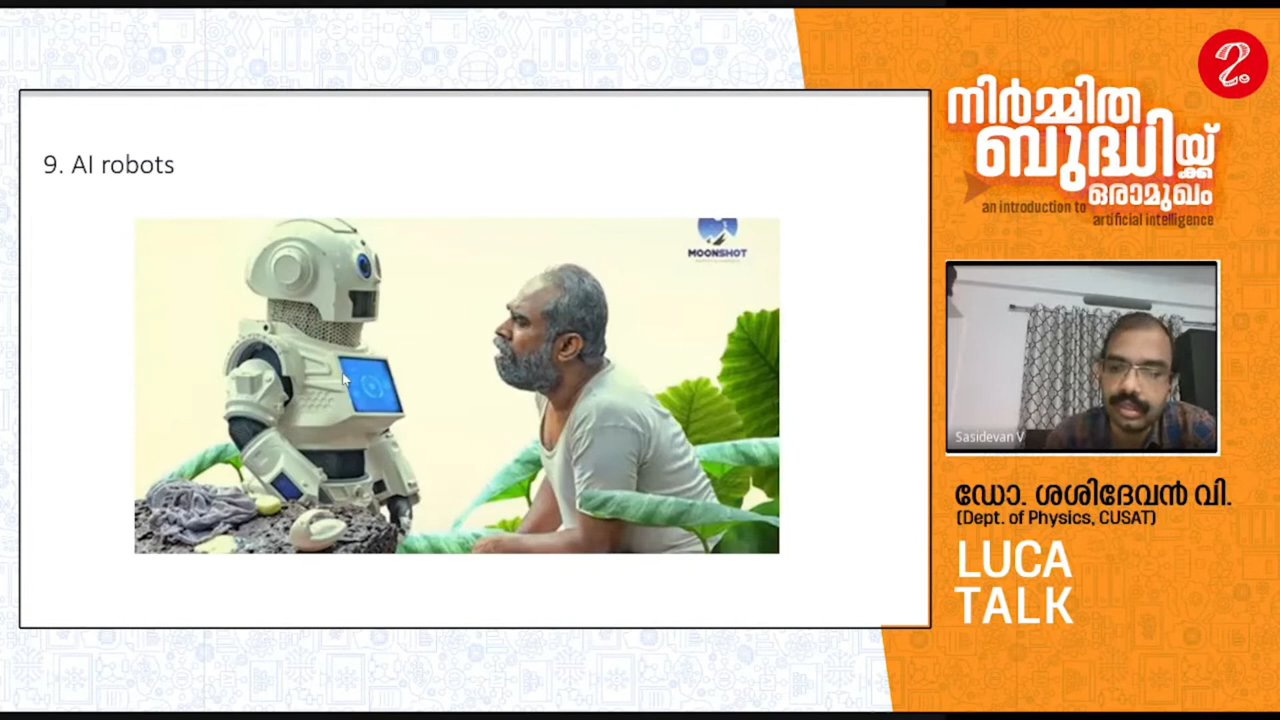 9. AI robots
MOONSHOT
നിർമ്മിത
ബുദ്ധിയ്ക്ക്
ഒരാമുഖം
an introduction to
artificial intelligence
Sasidevan V
ഡോ. ശശിദേവൻ വി.
(Dept. of Physics, CUSAT)
LUCA
TALK